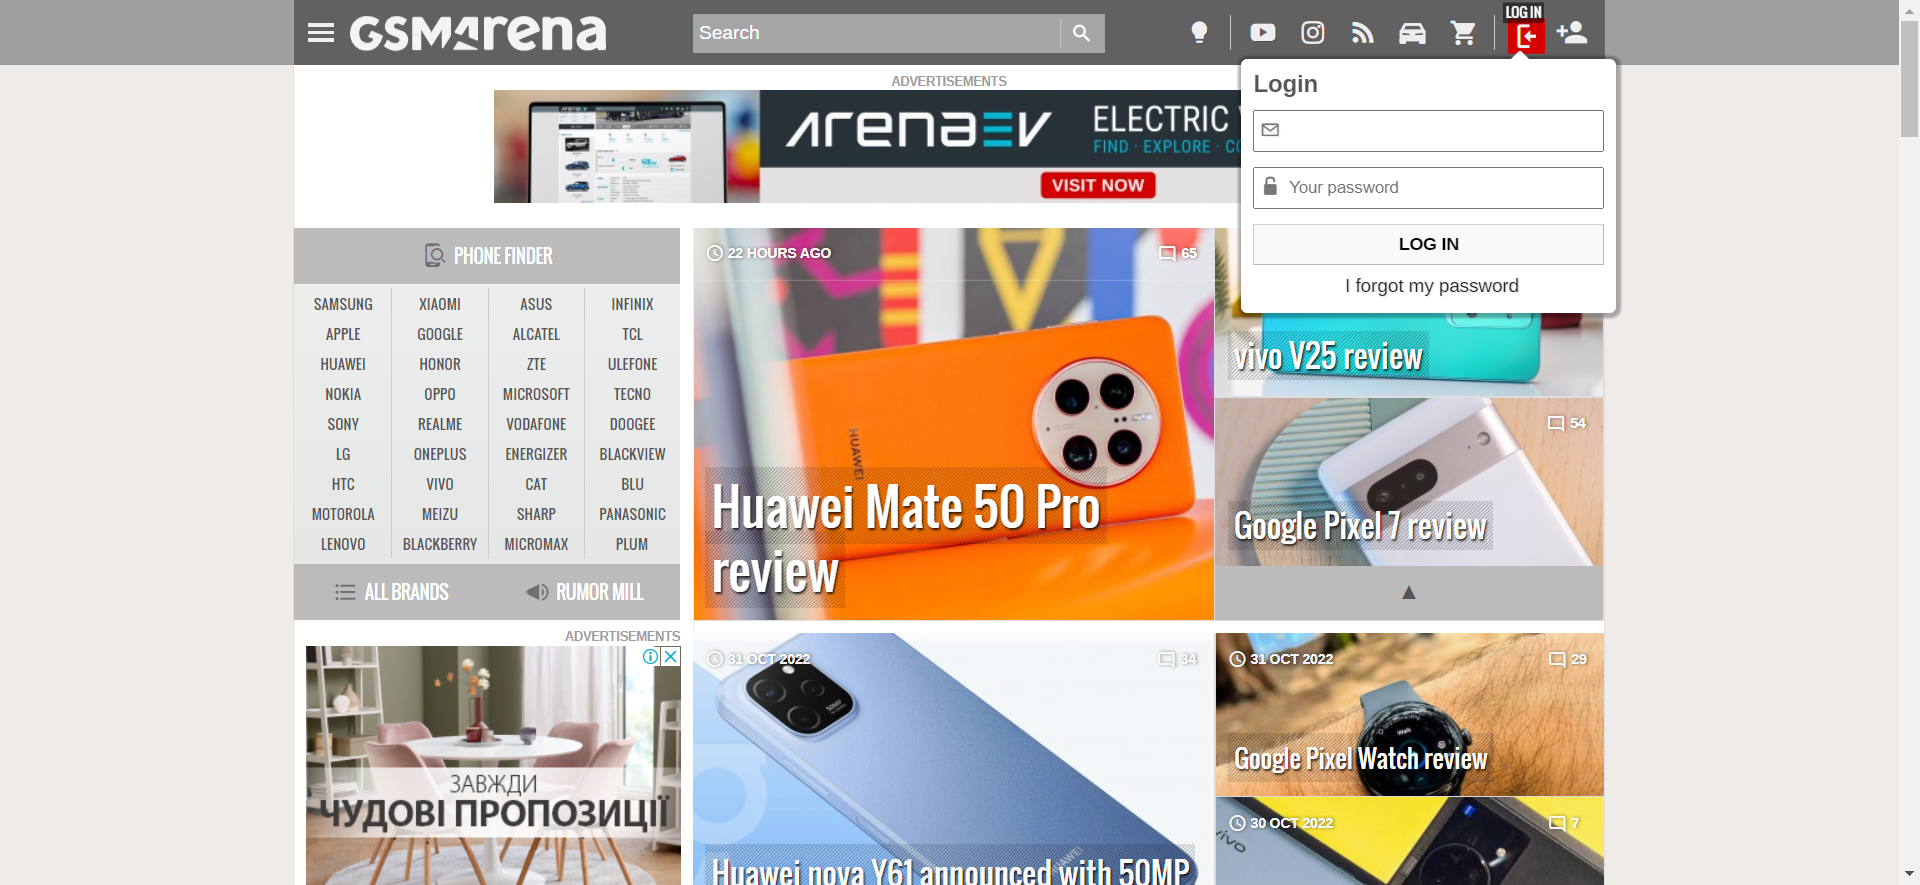 GSMArena
Search
LOG IN
Login
Your password
LOG IN
I forgot my password
ADVERTISEMENTS
arenaEV
ELECTRIC
FIND · EXPLORE ·
VISIT NOW
PHONE FINDER
SAMSUNG XIAOMI ASUS INFINIX
APPLE GOOGLE ALCATEL TCL
HUAWEI HONOR ZTE ULEFONE
NOKIA OPPO MICROSOFT TECNO
SONY REALME VODAFONE DOOGEE
LG ONEPLUS ENERGIZER BLACKVIEW
HTC VIVO CAT BLU
MOTOROLA MEIZU SHARP PANASONIC
LENOVO BLACKBERRY MICROMAX PLUM
ALL BRANDS RUMOR MILL
22 HOURS AGO 65
HUAWEI
Huawei Mate 50 Pro
review
vivo V25 review
54
Google Pixel 7 review
▲
ADVERTISEMENTS
ЗАВЖДИ
ЧУДОВІ ПРОПОЗИЦІЇ
31 OCT 2022 34
50MP
HUAWEI
Huawei nova Y61 announced with 50MP
31 OCT 2022 29
Walk
Google Pixel Watch review
30 OCT 2022 7
vivo